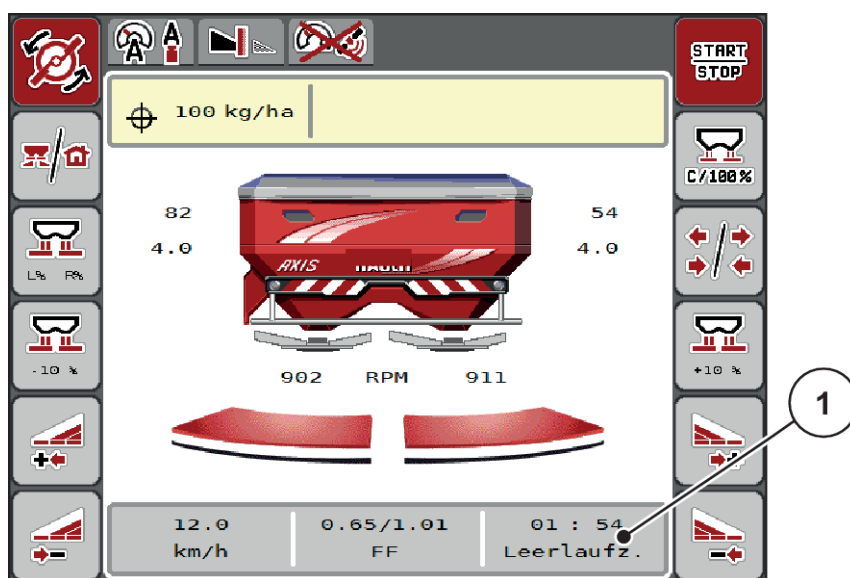 A A
START
STOP
100 kg/ha
C/100%
82 54
4.0 4.0
AXIS RAUCH
L% R%
-10 %
+10 %
902 RPM 911
1
12.0 0.65/1.01 01 : 54
km/h FF Leerlaufz.